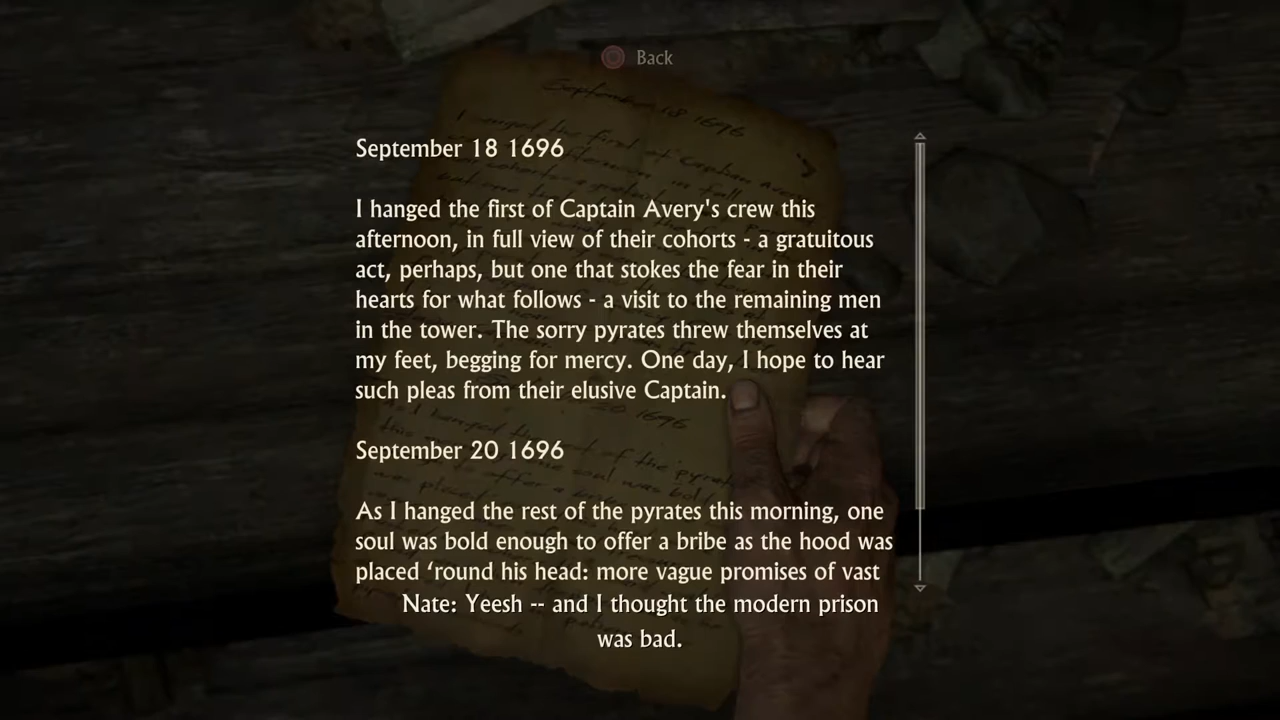 Back
September 18 1696
I hanged the first of Captain Avery's crew this
afternoon, in full view of their cohorts - a gratuitous
act, perhaps, but one that stokes the fear in their
hearts for what follows - a visit to the remaining men
in the tower. The sorry pyrates threw themselves at
my feet, begging for mercy. One day, I hope to hear
such pleas from their elusive Captain.
September 20 1696
As I hanged the rest of the pyrates this morning, one
soul was bold enough to offer a bribe as the hood was
placed ‘round his head: more vague promises of vast
Nate: Yeesh -- and I thought the modern prison
was bad.